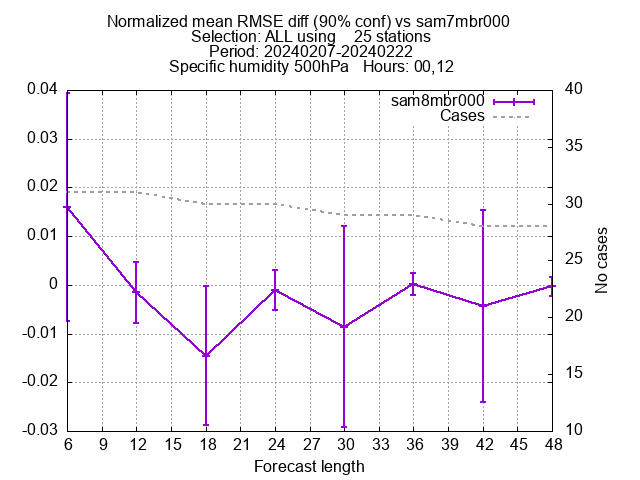 Normalized mean RMSE diff (90% conf) vs sam7mbr000
Selection: ALL using    25 stations
Period: 20240207-20240222
Specific humidity 500hPa   Hours: 00,12
sam8mbr000
Cases
0.04
0.03
0.02
0.01
0
-0.01
-0.02
-0.03
40
35
30
25
20
15
10
No cases
6 9 12 15 18 21 24 27 30 33 36 39 42 45 48
Forecast length